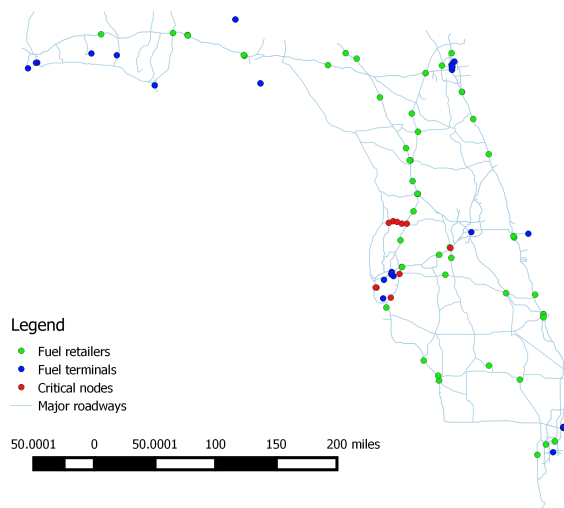 Legend
Fuel retailers
Fuel terminals
Critical nodes
Major roadways
50.0001 0 50.0001 100 150 200 miles